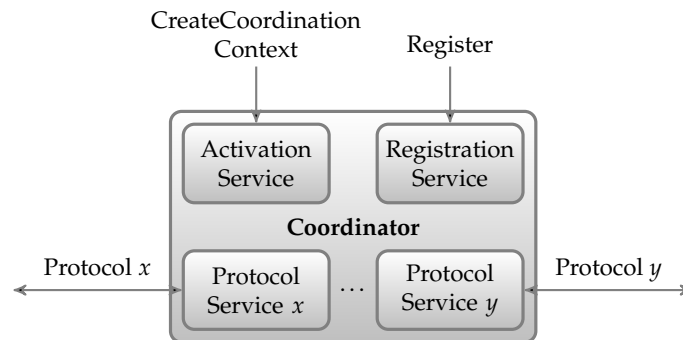 CreateCoordination
Context
Register
Activation
Service
Registration
Service
Coordinator
Protocol x
Protocol
Service x
...
Protocol
Service y
Protocol y